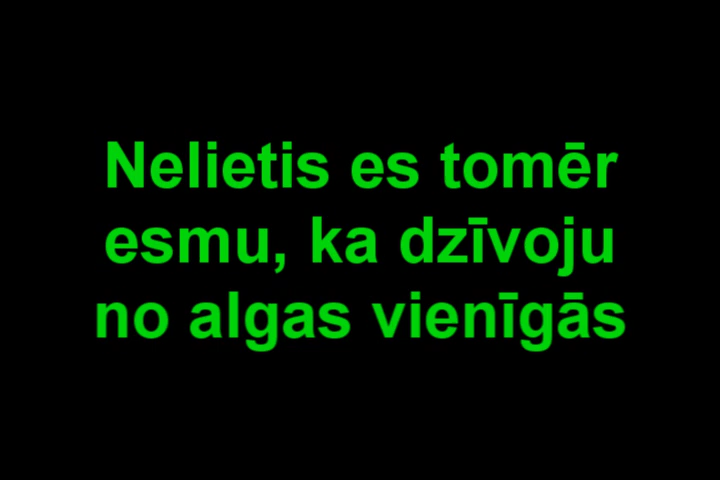 Nelietis es tomēr
esmu, ka dzīvoju
no algas vienīgās